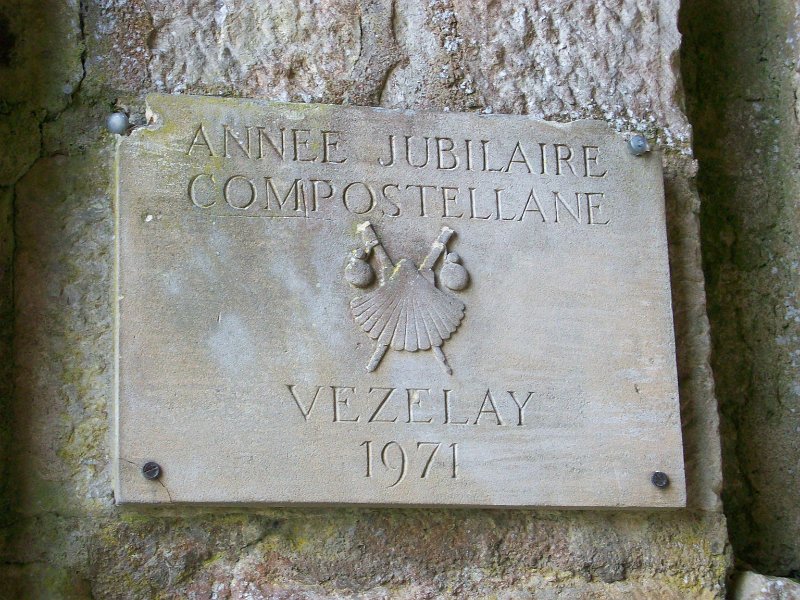 ANNEE JUBILAIRE
COMPOSTELLANE
VEZELAY
1971